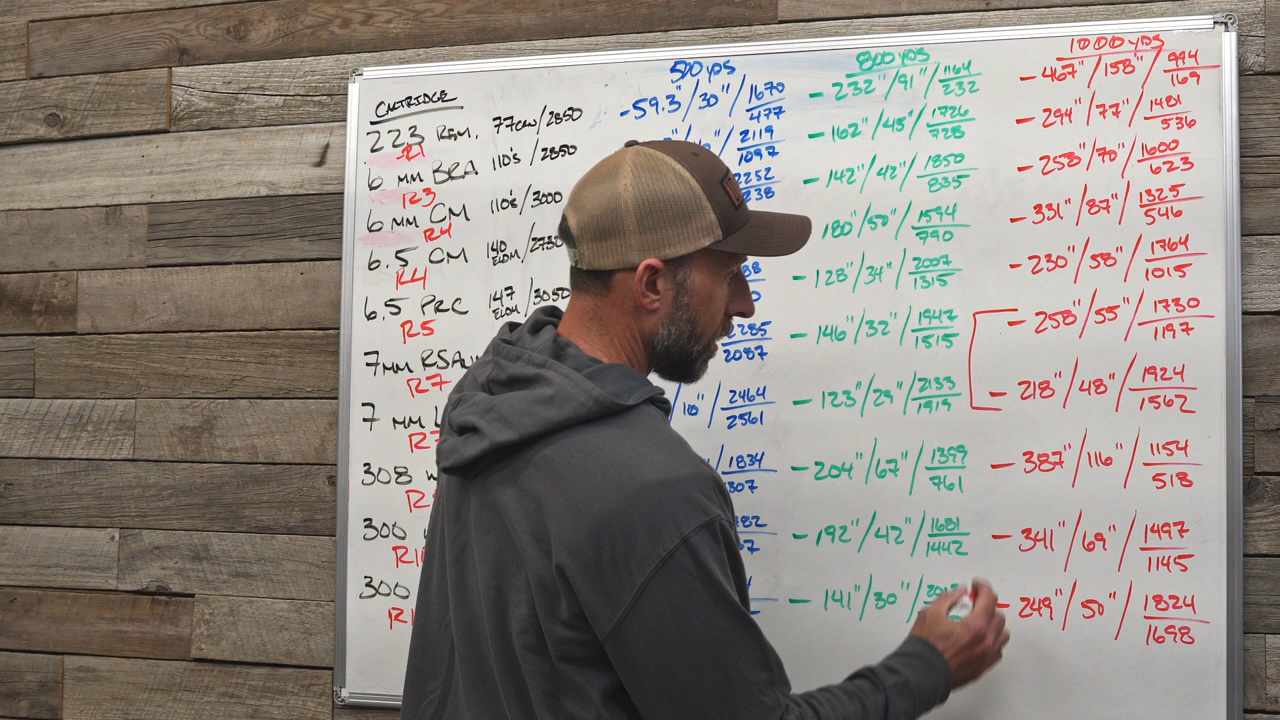 CARTRIDGE 500 yps 800 yps 1000 yps
223 REM. 77GR/2850 -59.3"/30"/1670/477 -232"/91"/1164/232 -467"/158"/994/169
R1
6 MM BRA 110's/2850 2119/1097 -162"/45"/1726/728 -294"/77"/1481/536
R3
6 MM CM 110's/3000 2252 238 -142"/42"/1850/835 -258"/70"/1600/623
R4
6.5 CM 140 ELDM/2730 180"/50"/1594/790 -331"/87"/1325/546
R4
6.5 PRC 147 ELDM/3050 -128"/34"/2007/1315 -230"/58"/1764/1015
R5
7MM RSAU 2285/2087 -146"/32"/1947/1515 -258"/55"/1730/1197
R7
7 MM /10"/2464/2561 -123"/29"/2133/1919 -218"/48"/1924/1562
308 1834/307 -204"/67"/1399/761 -387"/116"/1154/518
300 -192"/42"/1681/1442 -341"/69"/1497/1145
300 -141"/30"/ -249"/50"/1824/1698